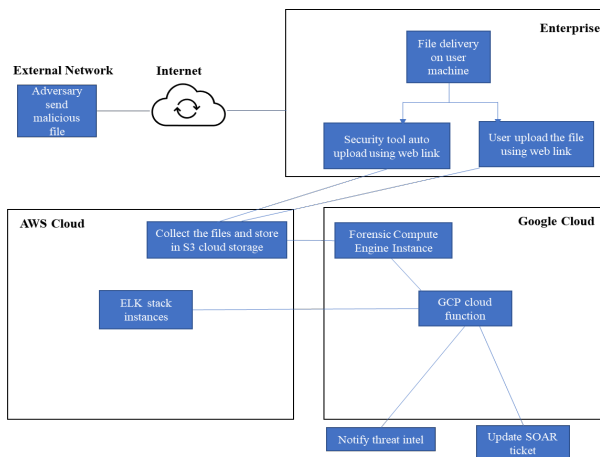 Enterprise
File delivery
on user
machine
External Network
Internet
Adversary
send
malicious
file
Security tool auto
upload using web link
User upload the file
using web link
AWS Cloud
Collect the files and store
in S3 cloud storage
Google Cloud
Forensic Compute
Engine Instance
ELK stack
instances
GCP cloud
function
Notify threat intel
Update SOAR
ticket